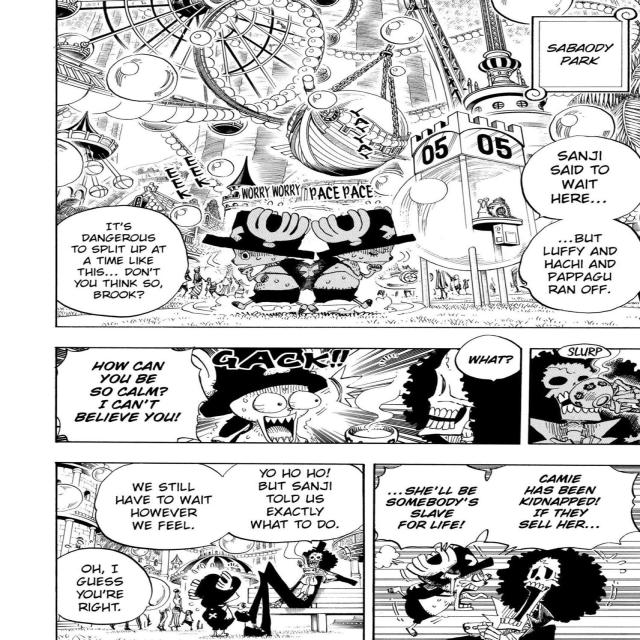 SABAODY
PARK
SANJI
SAID TO
WAIT
HERE...
...BUT
LUFFY AND
HACHI AND
PAPPAGU
RAN OFF.
YAY
YAY
05 05
EEK
EEK
WORRY WORRY
PACE PACE
IT'S
DANGEROUS
TO SPLIT UP AT
A TIME LIKE
THIS... DON'T
YOU THINK SO,
BROOK?
SLURP
WHAT?
GACK!!
HOW CAN
YOU BE
SO CALM?
I CAN'T
BELIEVE YOU!
CAMIE
HAS BEEN
KIDNAPPED!
IF THEY
SELL HER...
...SHE'LL BE
SOMEBODY'S
SLAVE
FOR LIFE!
YO HO HO!
BUT SANJI
TOLD US
EXACTLY
WHAT TO DO.
WE STILL
HAVE TO WAIT
HOWEVER
WE FEEL.
OH, I
GUESS
YOU'RE
RIGHT.